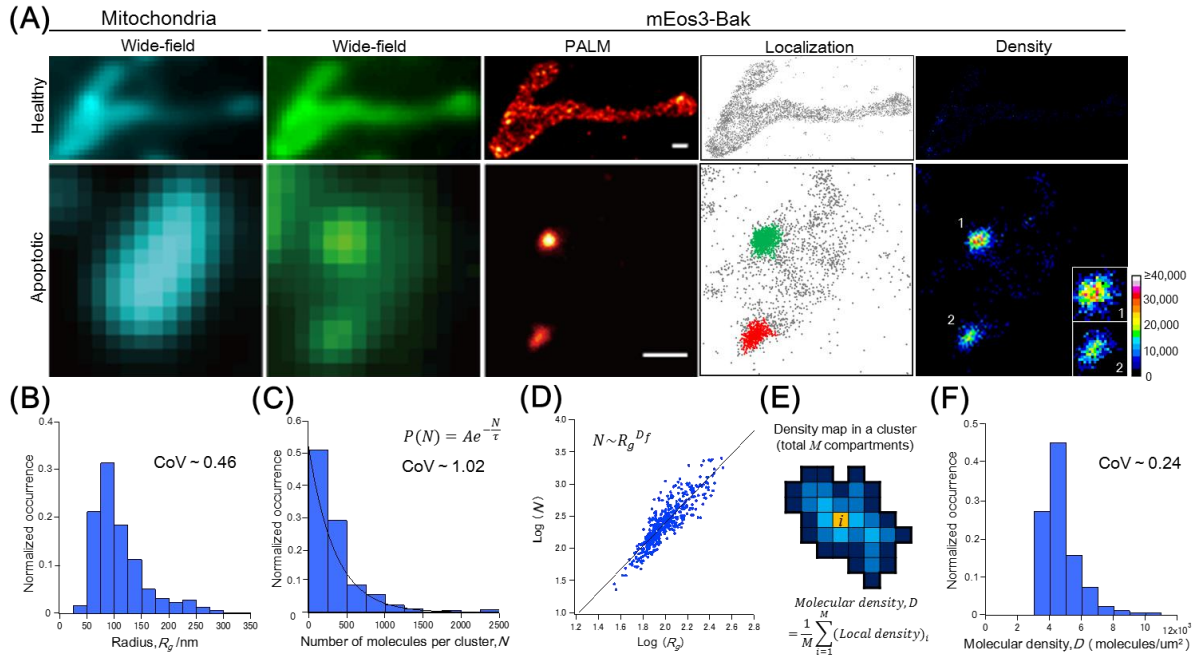 (A)
Mitochondria
mEos3-Bak
Wide-field
Wide-field
PALM
Localization
Density
Healthy
Apoptotic
1
2
1
2
≥40,000
30,000
20,000
10,000
0
(B)
0.4
0.3
0.2
0.1
0
Normalized occurrence
CoV ~ 0.46
0 50 100 150 200 250 300 350
Radius, R_g /nm
(C)
0.6
0.5
0.4
0.3
0.2
0.1
0
Normalized occurrence
P(N) = Ae^{-N/τ}
CoV ~ 1.02
0 500 1000 1500 2000 2500
Number of molecules per cluster, N
(D)
4.0
3.5
3.0
2.5
2.0
1.5
1.0
Log (N)
N~R_g^{Df}
1.2 1.4 1.6 1.8 2.0 2.2 2.4 2.6 2.8
Log (R_g)
(E)
Density map in a cluster
(total M compartments)
i
Molecular density, D
= \frac{1}{M}\sum_{i=1}^{M}(Local density)_i
(F)
0.5
0.4
0.3
0.2
0.1
0
Normalized occurrence
CoV ~ 0.24
0 2 4 6 8 10 12×10³
Molecular density, D ( molecules/um²)